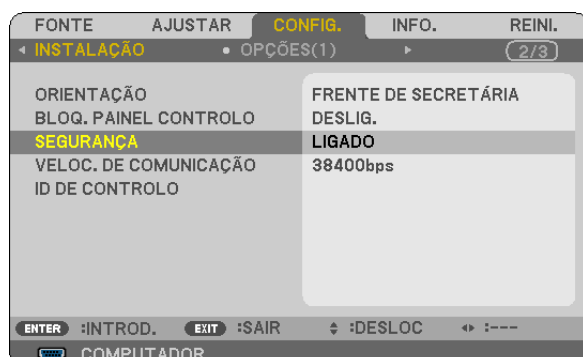 FONTE AJUSTAR CONFIG. INFO. REINI.
INSTALAÇÃO OPÇÕES(1) 2/3
ORIENTAÇÃO FRENTE DE SECRETÁRIA
BLOQ. PAINEL CONTROLO DESLIG.
SEGURANÇA LIGADO
VELOC. DE COMUNICAÇÃO 38400bps
ID DE CONTROLO
ENTER :INTROD. EXIT :SAIR :DESLOC :---
COMPUTADOR